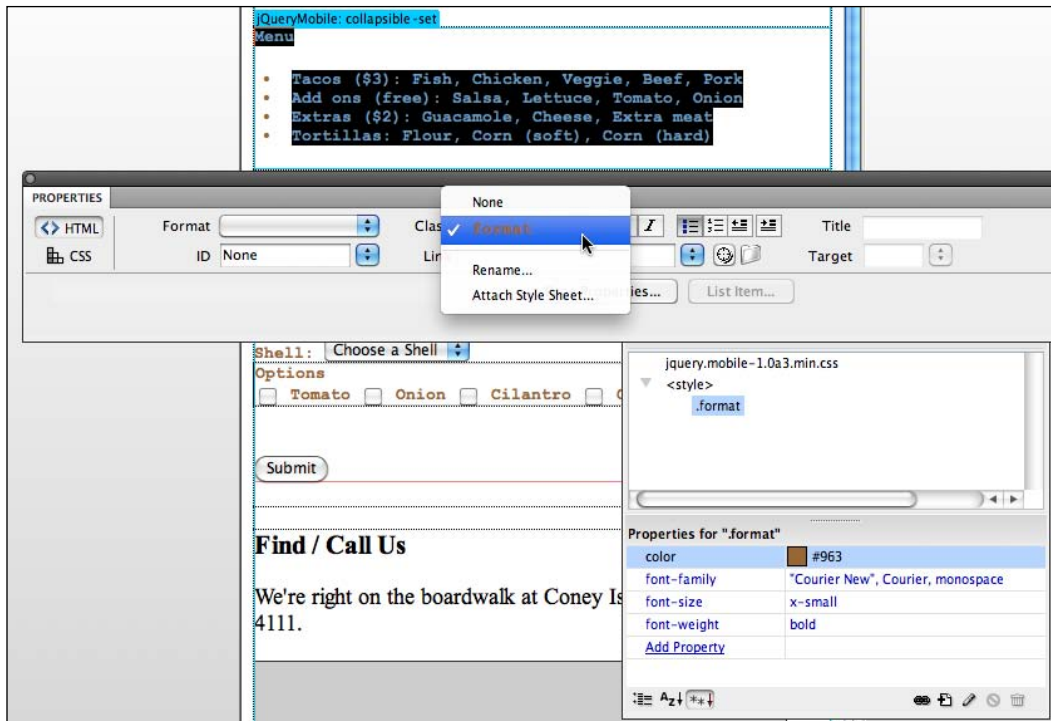 jQueryMobile: collapsible-set
Menu
• Tacos ($3): Fish, Chicken, Veggie, Beef, Pork
• Add ons (free): Salsa, Lettuce, Tomato, Onion
• Extras ($2): Guacamole, Cheese, Extra meat
• Tortillas: Flour, Corn (soft), Corn (hard)
PROPERTIES
<> HTML Format Clas I Title
CSS ID None Lin Target
None
✓ format
Rename...
Attach Style Sheet...
ies... List Item...
Shell: Choose a Shell
Options
Tomato Onion Cilantro
Submit
Find / Call Us
We're right on the boardwalk at Coney Is
4111.
jquery.mobile-1.0a3.min.css
<style>
.format
Properties for ".format"
color #963
font-family "Courier New", Courier, monospace
font-size x-small
font-weight bold
Add Property